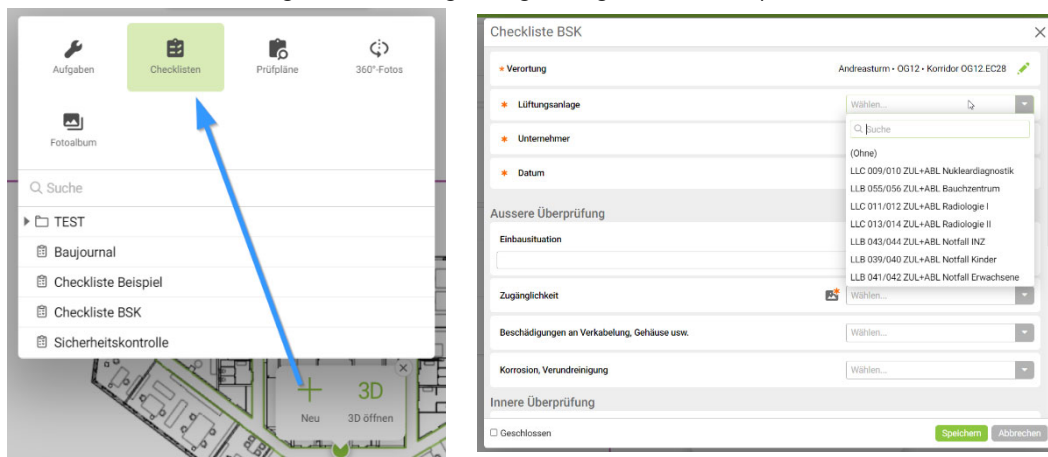 Aufgaben
Checklisten
Prüfpläne
360°-Fotos
Fotoalbum
Suche
TEST
Baujournal
Checkliste Beispiel
Checkliste BSK
Sicherheitskontrolle
Neu
3D
3D öffnen
Checkliste BSK
* Verortung
Andreasturm • OG12 • Korridor OG12.EC28
* Lüftungsanlage
Wählen...
* Unternehmer
* Datum
Suche
(Ohne)
LLC 009/010 ZUL+ABL Nukleardiagnostik
LLB 055/056 ZUL+ABL Bauchzentrum
LLC 011/012 ZUL+ABL Radiologie I
LLC 013/014 ZUL+ABL Radiologie II
LLB 043/044 ZUL+ABL Notfall INZ
LLB 039/040 ZUL+ABL Notfall Kinder
LLB 041/042 ZUL+ABL Notfall Erwachsene
Aussere Überprüfung
Einbausituation
Zugänglichkeit
Wählen...
Beschädigungen an Verkabelung, Gehäuse usw.
Wählen...
Korrosion, Verundreinigung
Wählen...
Innere Überprüfung
Geschlossen
Speichern
Abbrechen